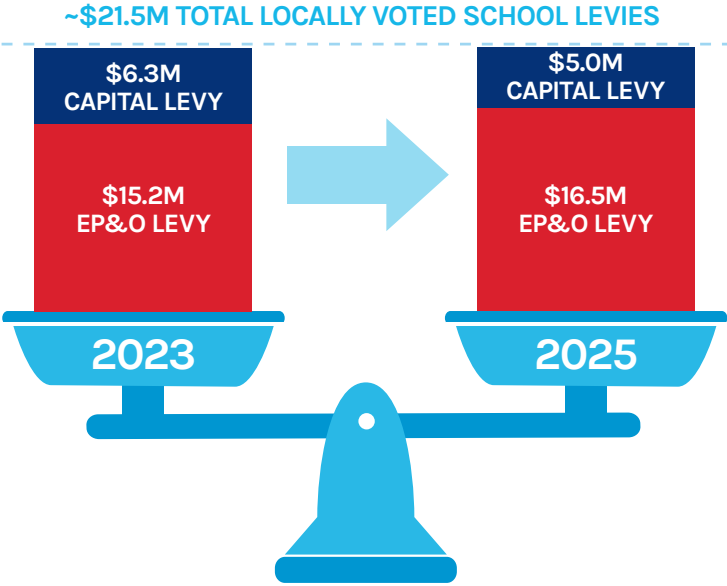 ~$21.5M TOTAL LOCALLY VOTED SCHOOL LEVIES
$6.3M
CAPITAL LEVY
$15.2M
EP&O LEVY
2023
$5.0M
CAPITAL LEVY
$16.5M
EP&O LEVY
2025